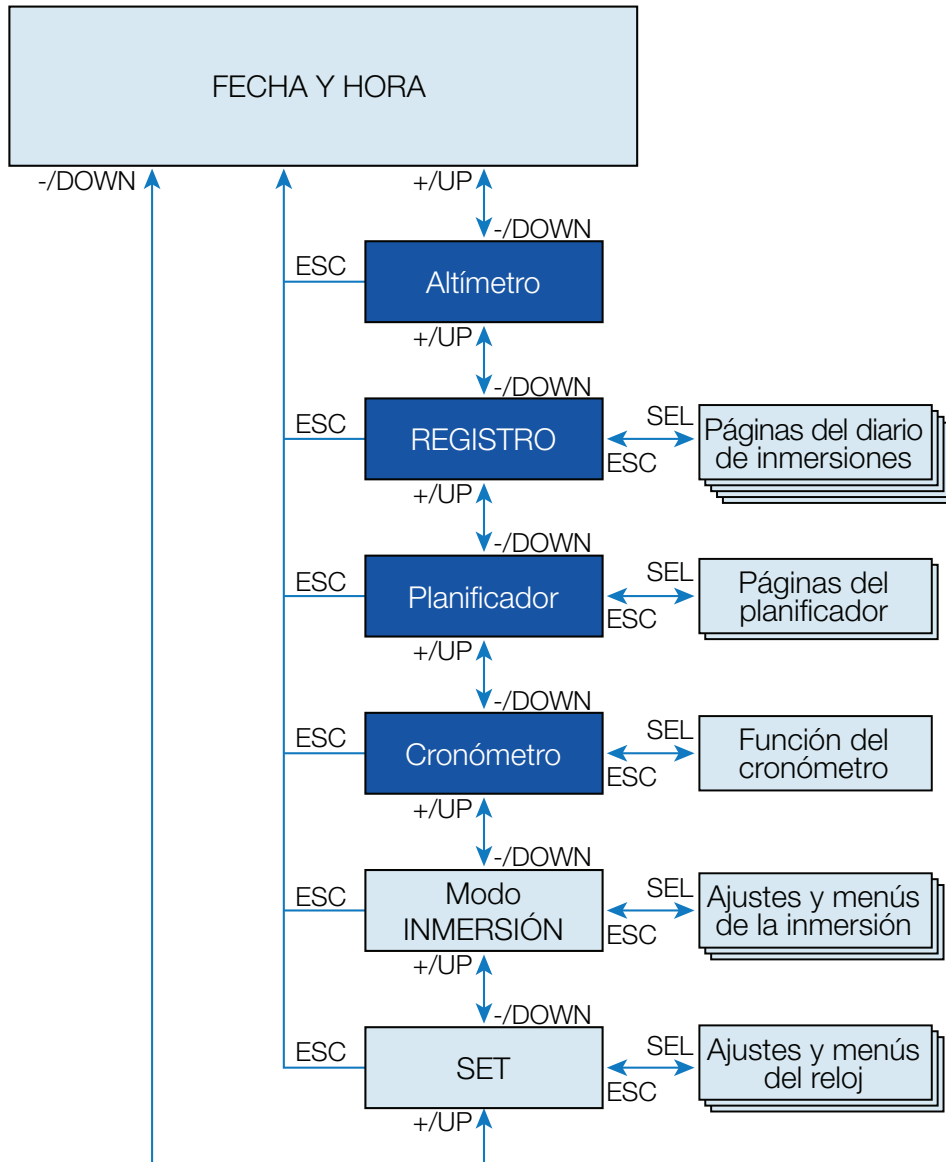 FECHA Y HORA
-/DOWN
+/UP
-/DOWN
ESC
Altímetro
+/UP
-/DOWN
ESC
REGISTRO
SEL
ESC
Páginas del diario
de inmersiones
+/UP
-/DOWN
ESC
Planificador
SEL
ESC
Páginas del
planificador
+/UP
-/DOWN
ESC
Cronómetro
SEL
ESC
Función del
cronómetro
+/UP
-/DOWN
ESC
Modo
INMERSIÓN
SEL
ESC
Ajustes y menús
de la inmersión
+/UP
-/DOWN
ESC
SET
SEL
ESC
Ajustes y menús
del reloj
+/UP